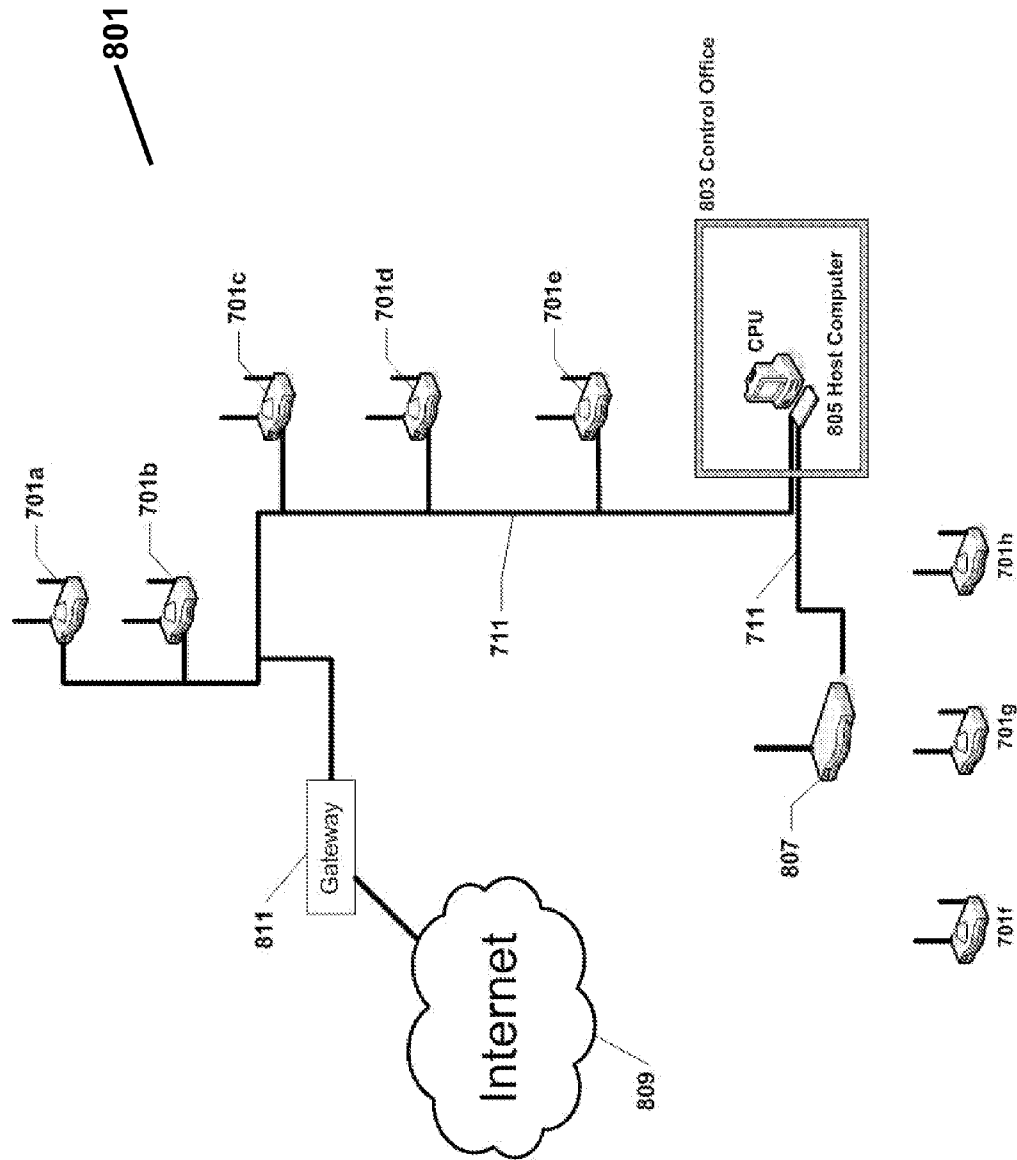 801
701a
701b
701c
701d
701e
711
803 Control Office
CPU
805 Host Computer
711
811
Gateway
Internet
809
807
701f
701g
701h